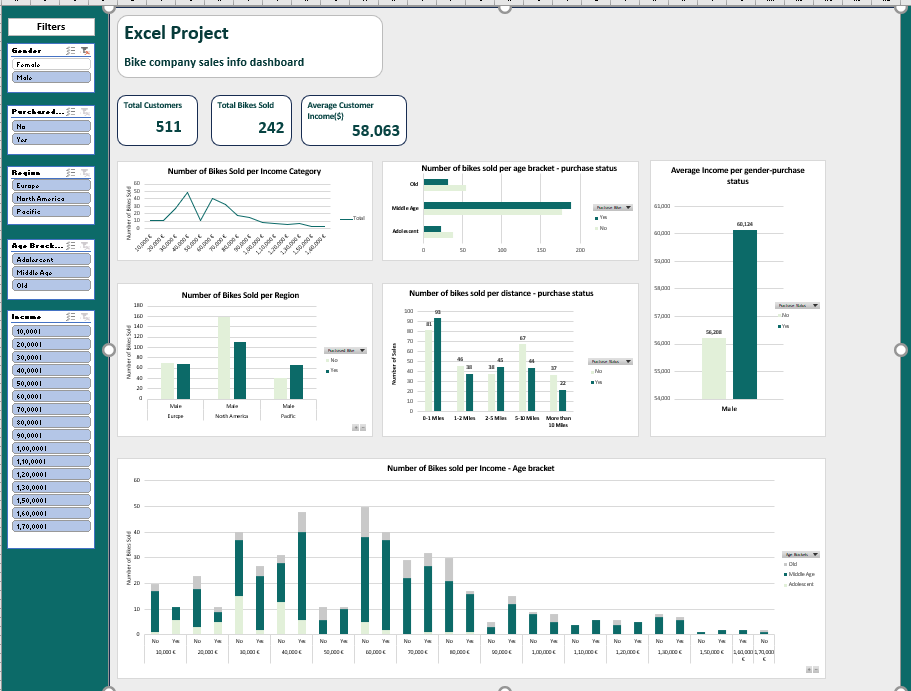 Filters
Gender
Female
Male
Purchased...
No
Yes
Region
Europe
North America
Pacific
Age Brack...
Adolescent
Middle Age
Old
Income
10,000 I
20,000 I
30,000 I
40,000 I
50,000 I
60,000 I
70,000 I
80,000 I
90,000 I
1,00,000 I
1,10,000 I
1,20,000 I
1,30,000 I
1,50,000 I
1,60,000 I
1,70,000 I
Excel Project
Bike company sales info dashboard
Total Customers
511
Total Bikes Sold
242
Average Customer
Income($)
58,063
Number of Bikes Sold per Income Category
Number of Bikes Sold
60
50
40
30
20
10
0
10,000 €
20,000 €
30,000 €
40,000 €
50,000 €
60,000 €
70,000 €
80,000 €
90,000 €
1,00,000 €
1,10,000 €
1,20,000 €
1,30,000 €
1,50,000 €
1,60,000 €
Total
Number of bikes sold per age bracket - purchase status
Old
Middle Age
Adolescent
0 50 100 150 200
Purchase Bike
Yes
No
Average Income per gender-purchase
status
61,000
60,000
59,000
58,000
57,000
56,000
55,000
54,000
56,208
60,124
Male
Purchase Status
No
Yes
Number of Bikes Sold per Region
Number of Bikes Sold
180
160
140
120
100
80
60
40
20
0
Male Male Male
Europe North America Pacific
Purchased Bike
No
Yes
Number of bikes sold per distance - purchase status
Number of Sales
100
90
80
70
60
50
40
30
20
10
0
81 93 46 38 38 45 67 44 37 22
0-1 Miles 1-2 Miles 2-5 Miles 5-10 Miles More than
10 Miles
Purchase Status
No
Yes
Number of Bikes sold per Income - Age bracket
Number of Bikes Sold
60
50
40
30
20
10
0
No Yes No Yes No Yes No Yes No Yes No Yes No Yes No Yes No Yes No Yes No Yes No Yes No Yes No Yes Yes No
10,000 € 20,000 € 30,000 € 40,000 € 50,000 € 60,000 € 70,000 € 80,000 € 90,000 € 1,00,000 € 1,10,000 € 1,20,000 € 1,30,000 € 1,50,000 € 1,60,000 1,70,000
€ €
Age Brackets
Old
Middle Age
Adolescent